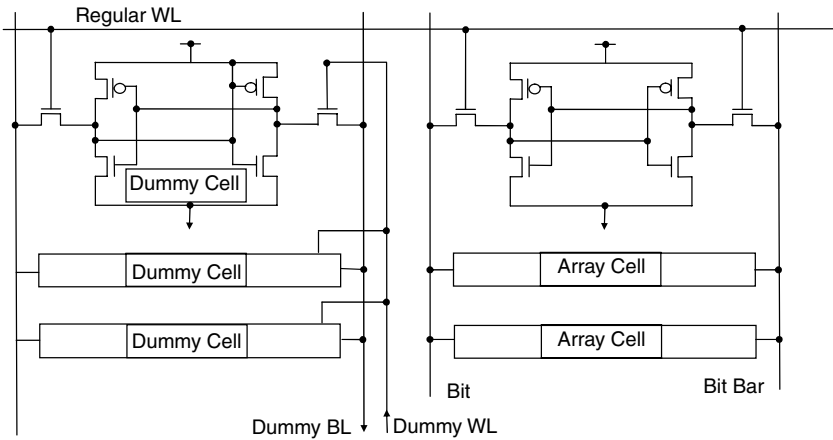 Regular WL
Dummy Cell
Dummy Cell
Array Cell
Dummy Cell
Array Cell
Bit
Bit Bar
Dummy BL
Dummy WL